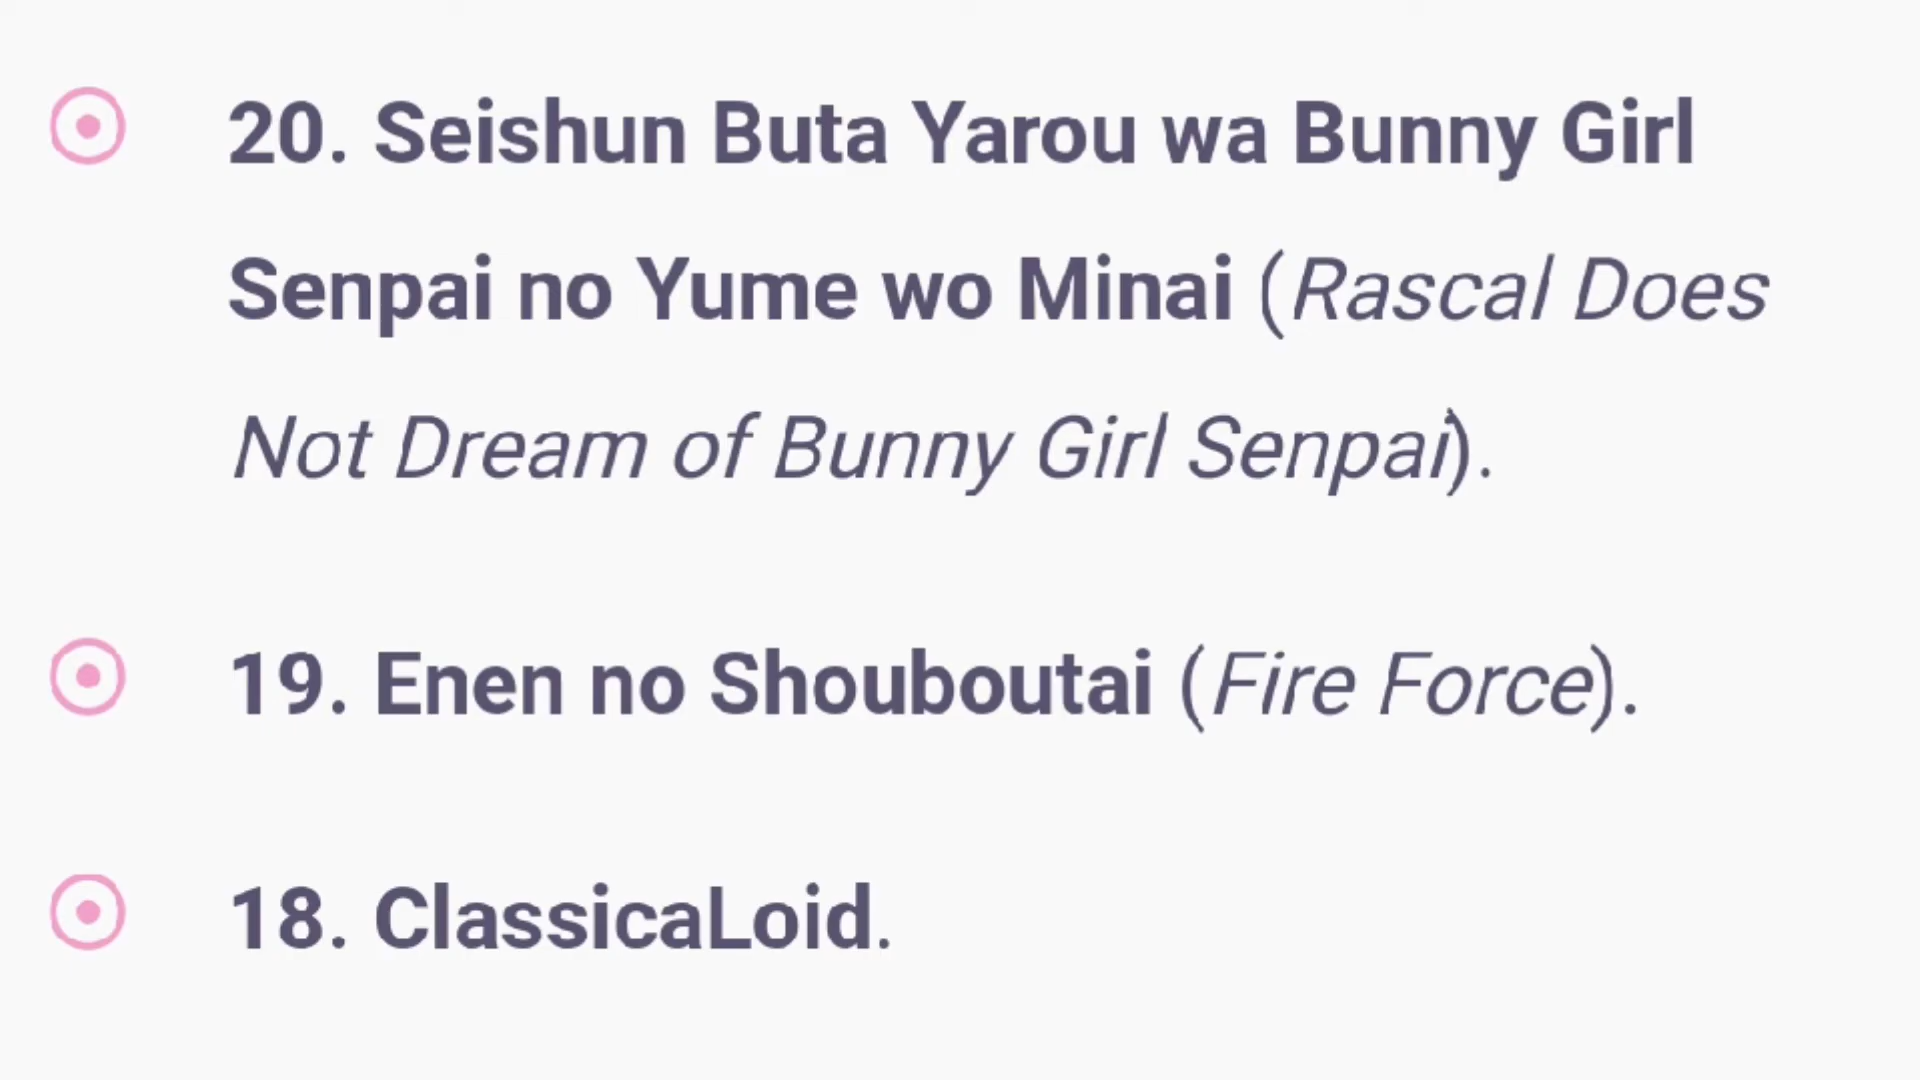 20. Seishun Buta Yarou wa Bunny Girl
Senpai no Yume wo Minai (Rascal Does
Not Dream of Bunny Girl Senpai).
19. Enen no Shouboutai (Fire Force).
18. ClassicaLoid.